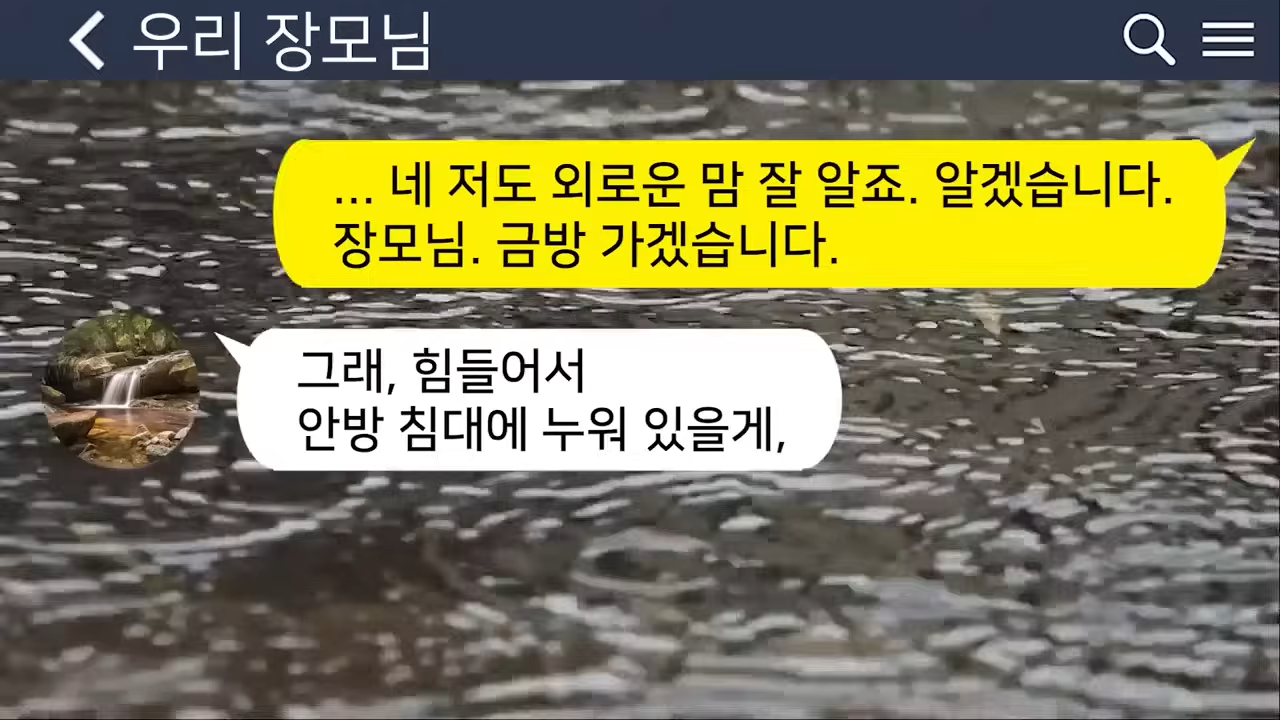 우리 장모님
... 네 저도 외로운 맘 잘 알죠. 알겠습니다.
장모님. 금방 가겠습니다.
그래, 힘들어서
안방 침대에 누워 있을게,